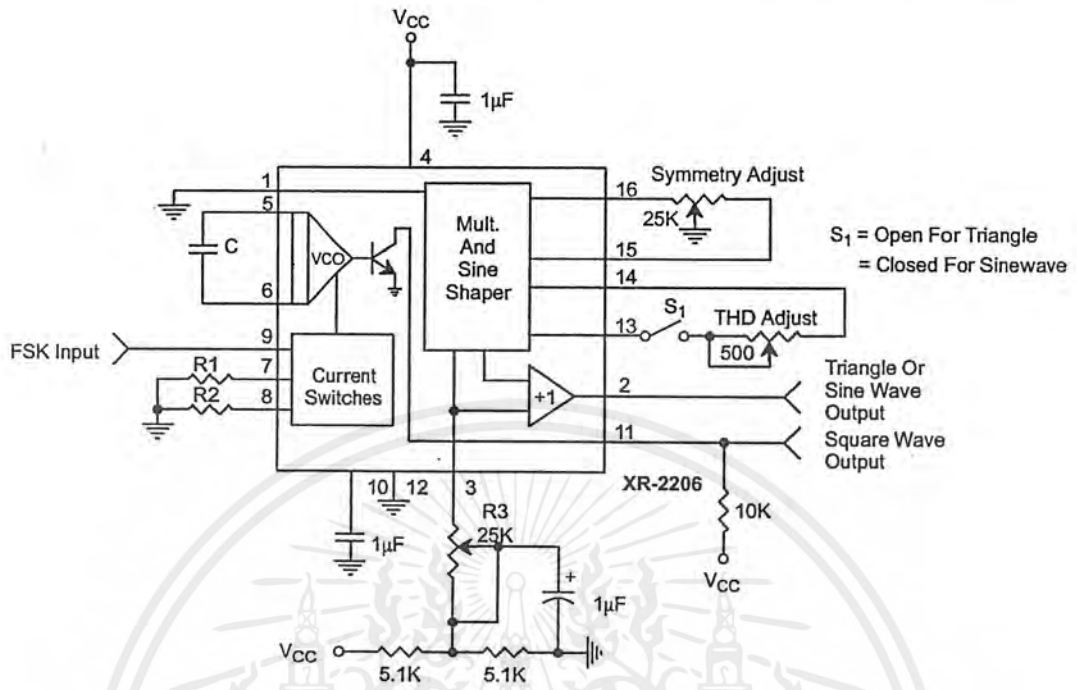 VCC
1µF
4
1
5
C
6
VCO
Mult.
And
Sine
Shaper
16
Symmetry Adjust
25K
15
14
S1 = Open For Triangle
= Closed For Sinewave
13
S1
THD Adjust
500
FSK Input
9
7
8
R1
R2
Current
Switches
+1
2
Triangle Or
Sine Wave
Output
11
Square Wave
Output
XR-2206
10
12
3
1µF
R3
25K
+
1µF
10K
VCC
VCC
5.1K
5.1K